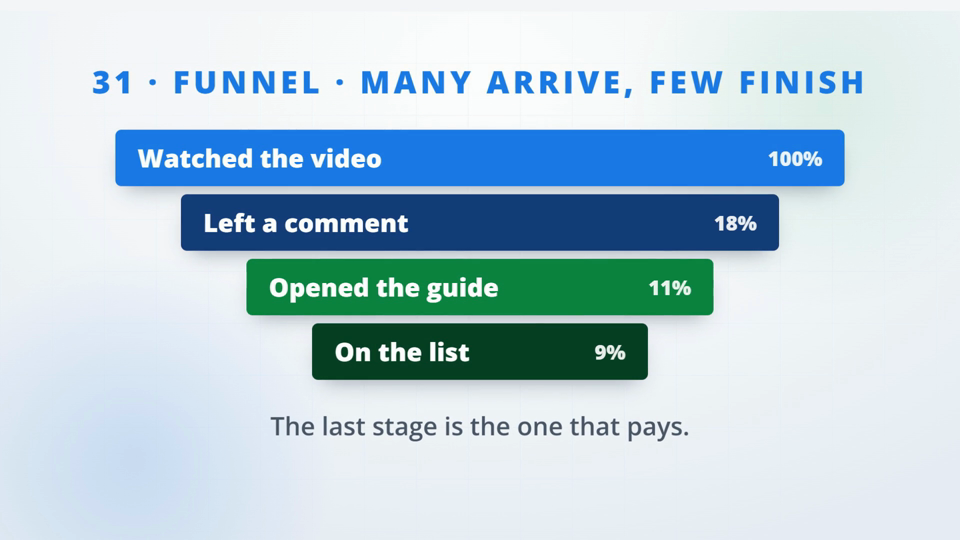 31 · FUNNEL · MANY ARRIVE, FEW FINISH
Watched the video 100%
Left a comment 18%
Opened the guide 11%
On the list 9%
The last stage is the one that pays.